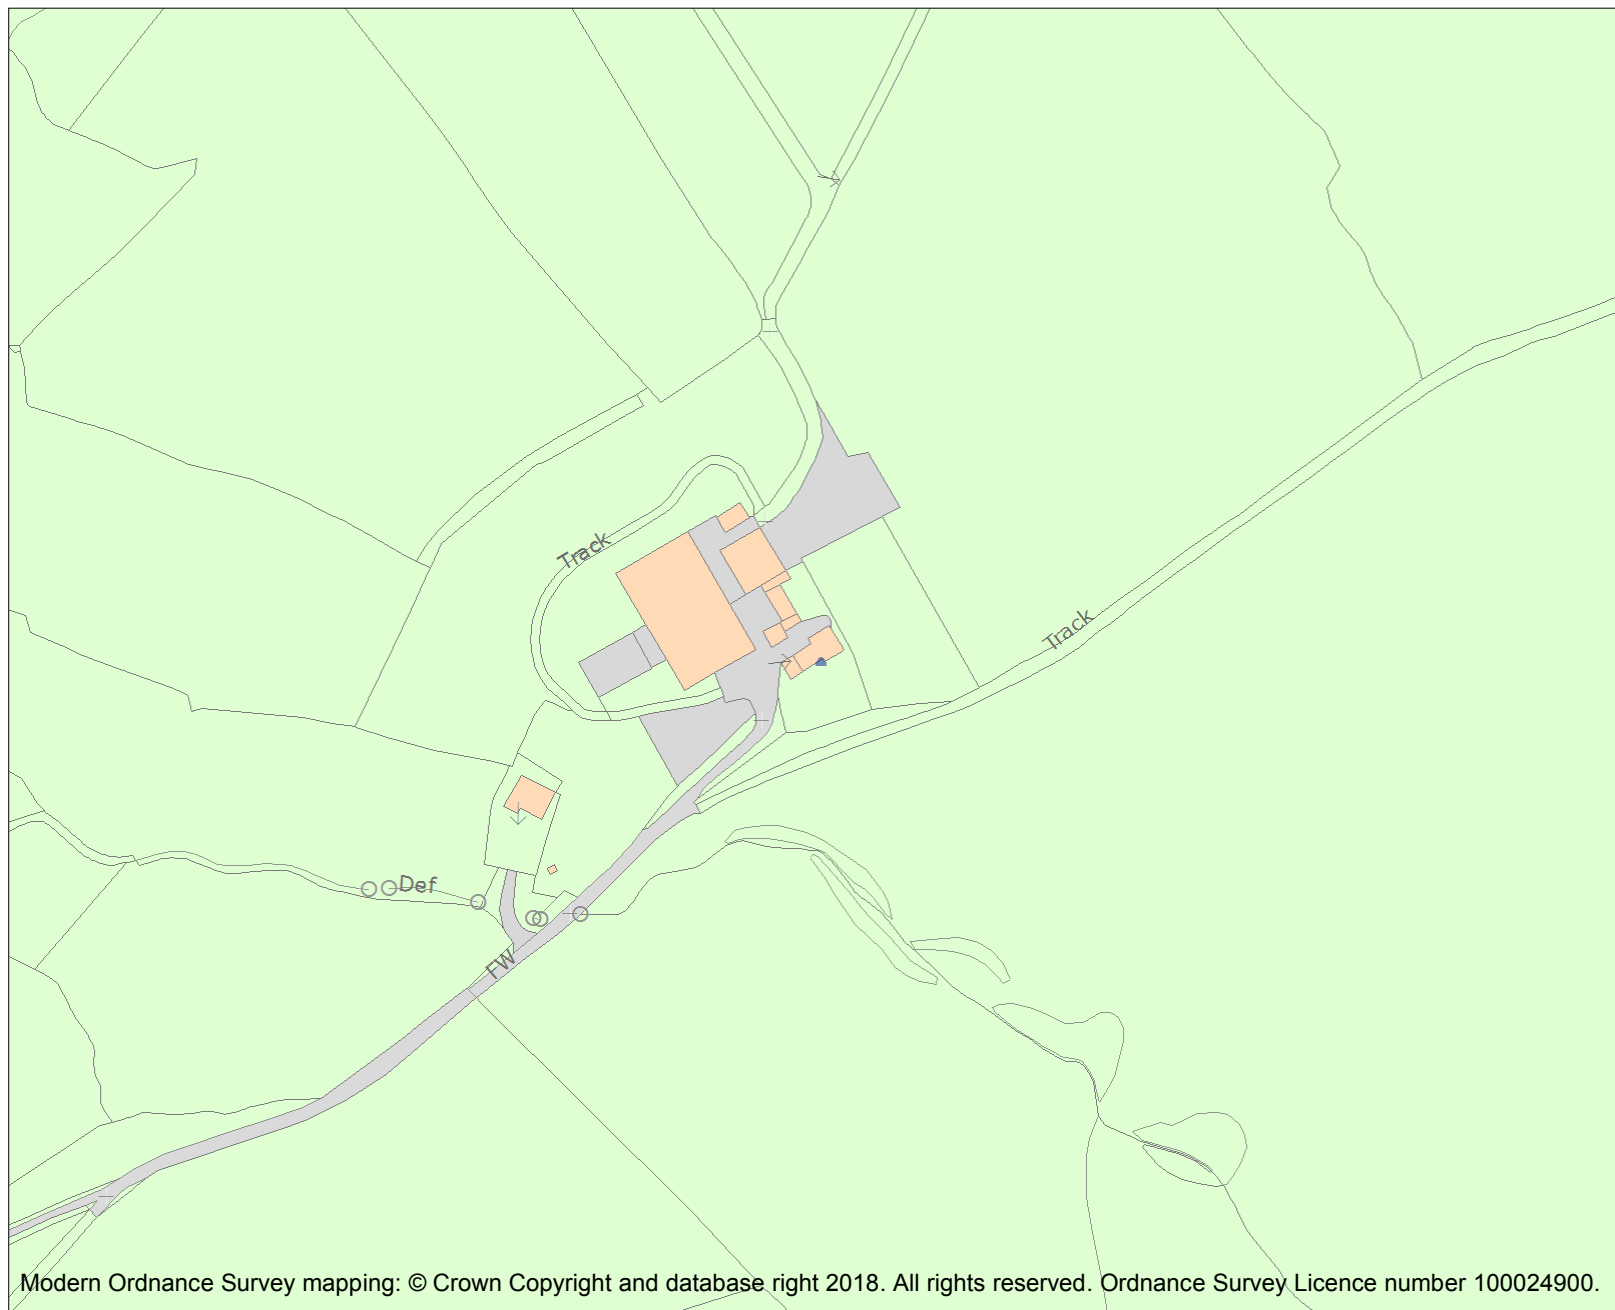 Track
Track
Def
FW
Modern Ordnance Survey mapping: © Crown Copyright and database right 2018. All rights reserved. Ordnance Survey Licence number 100024900.